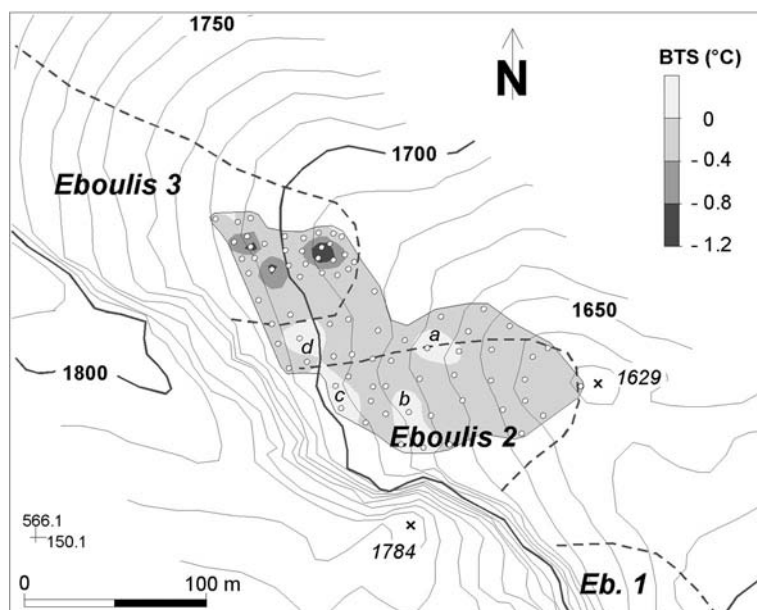 1750
N
BTS (°C)
0
- 0.4
- 0.8
- 1.2
1700
Eboulis 3
1650
a
d
1800
1629
c
b
Eboulis 2
566.1
150.1
1784
Eb. 1
0 100 m